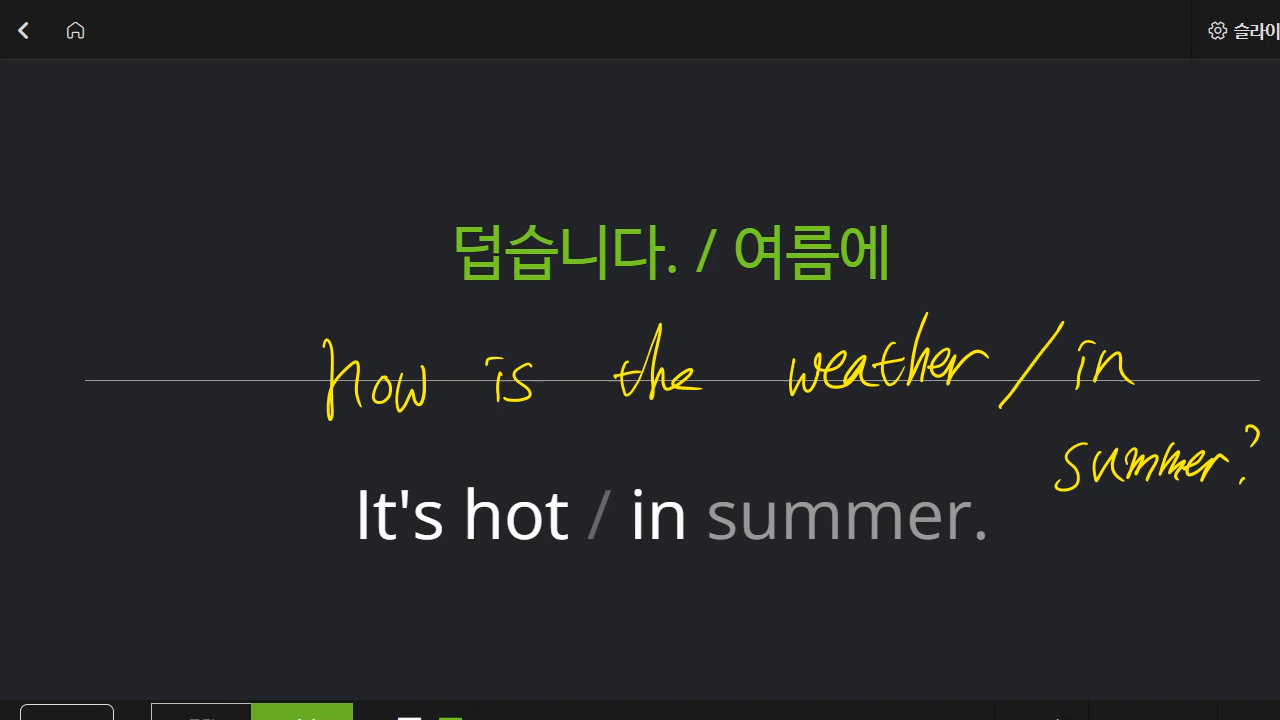 슬라이
덥습니다. / 여름에
how is the weather / in
summer?
It's hot / in summer.